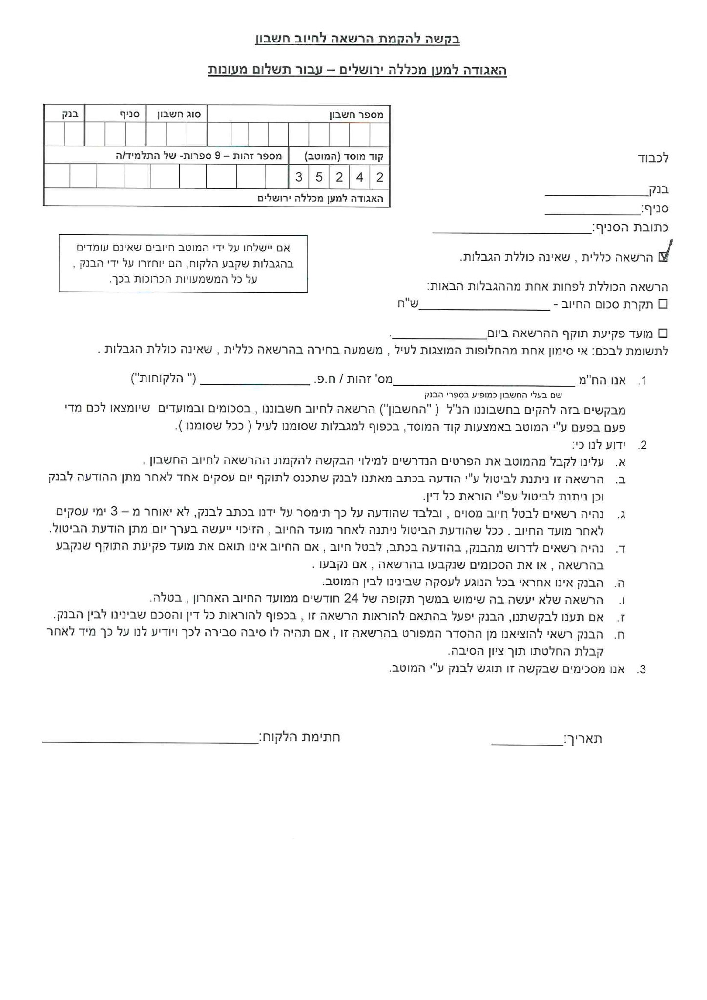 בקשה להקמת הרשאה לחיוב חשבון
האגודה למען מכללה ירושלים – עבור תשלום מעונות
מספר חשבון סוג חשבון סניף בנק
קוד מוסד (המוטב) מספר זהות – 9 ספרות- של התלמיד/ה
3 5 2 4 2
האגודה למען מכללה ירושלים
לכבוד
בנק
סניף:
כתובת הסניף:
אם יישלחו על ידי המוטב חיובים שאינם עומדים
בהגבלות שקבע הלקוח, הם יוחזרו על ידי הבנק ,
על כל המשמעויות הכרוכות בכך.
☑ הרשאה כללית , שאינה כוללת הגבלות.
הרשאה הכוללת לפחות אחת מההגבלות הבאות:
☐ תקרת סכום החיוב - ____________ש"ח
☐ מועד פקיעת תוקף ההרשאה ביום____________.
לתשומת לבכם: אי סימון אחת מהחלופות המוצגות לעיל , משמעה בחירה בהרשאה כללית , שאינה כוללת הגבלות .
1. אנו הח"מ ____________מס' זהות / ח.פ. ____________ (" הלקוחות")
שם בעלי החשבון כמופיע בספרי הבנק
מבקשים בזה להקים בחשבוננו הנ"ל ( "החשבון") הרשאה לחיוב חשבוננו , בסכומים ובמועדים שיומצאו לכם מדי
פעם בפעם ע"י המוטב באמצעות קוד המוסד, בכפוף למגבלות שסומנו לעיל ( ככל שסומנו ).
2. ידוע לנו כי:
א. עלינו לקבל מהמוטב את הפרטים הנדרשים למילוי הבקשה להקמת ההרשאה לחיוב החשבון .
ב. הרשאה זו ניתנת לביטול ע"י הודעה בכתב מאתנו לבנק שתכנס לתוקף יום עסקים אחד לאחר מתן ההודעה לבנק
וכן ניתנת לביטול עפ"י הוראת כל דין.
ג. נהיה רשאים לבטל חיוב מסוים , ובלבד שהודעה על כך תימסר על ידנו בכתב לבנק, לא יאוחר מ – 3 ימי עסקים
לאחר מועד החיוב . ככל שהודעת הביטול ניתנה לאחר מועד החיוב , הזיכוי ייעשה בערך יום מתן הודעת הביטול.
ד. נהיה רשאים לדרוש מהבנק, בהודעה בכתב, לבטל חיוב , אם החיוב אינו תואם את מועד פקיעת התוקף שנקבע
בהרשאה , או את הסכומים שנקבעו בהרשאה , אם נקבעו .
ה. הבנק אינו אחראי בכל הנוגע לעסקה שבינינו לבין המוטב.
ו. הרשאה שלא יעשה בה שימוש במשך תקופה של 24 חודשים ממועד החיוב האחרון , בטלה.
ז. אם תענו לבקשתנו, הבנק יפעל בהתאם להוראות הרשאה זו , בכפוף להוראות כל דין והסכם שבינינו לבין הבנק.
ח. הבנק רשאי להוציאנו מן ההסדר המפורט בהרשאה זו , אם תהיה לו סיבה סבירה לכך ויודיע לנו על כך מיד לאחר
קבלת החלטתו תוך ציון הסיבה.
3. אנו מסכימים שבקשה זו תוגש לבנק ע"י המוטב.
תאריך:____________ חתימת הלקוח:____________